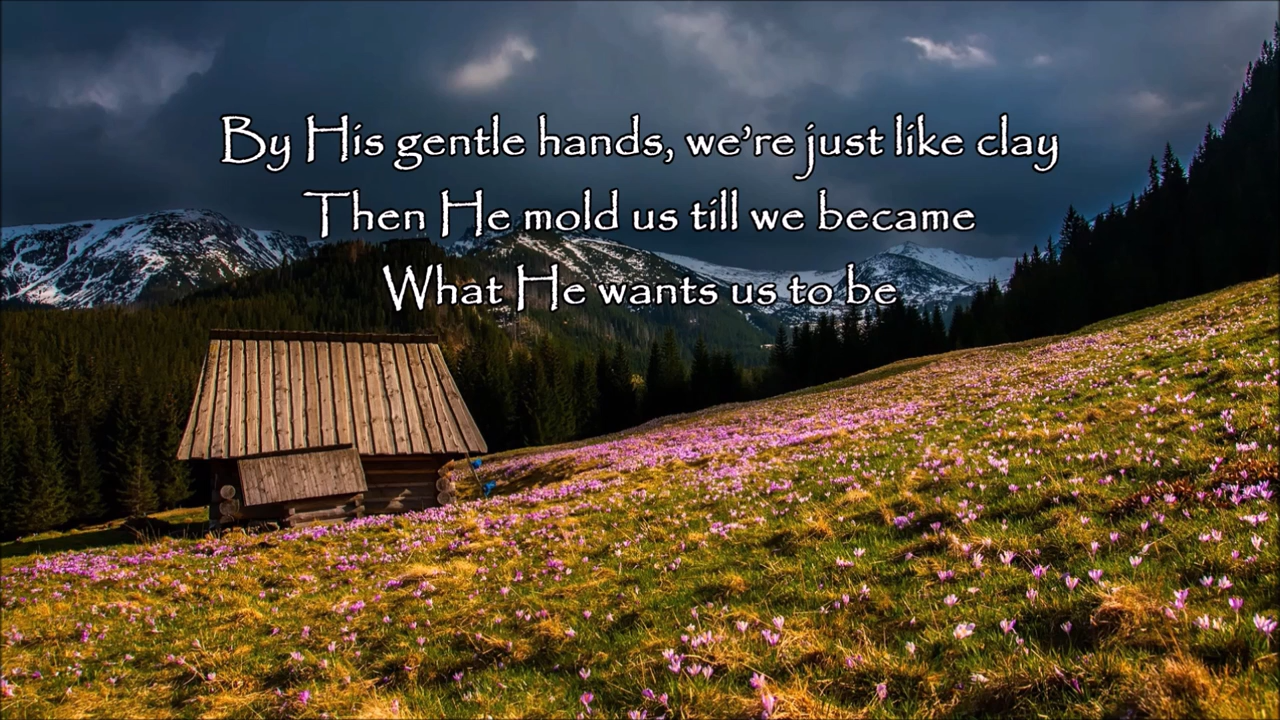 By His gentle hands, we’re just like clay
Then He mold us till we became
What He wants us to be